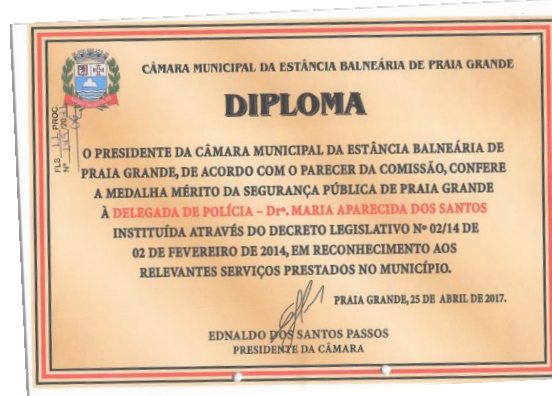 CÂMARA MUNICIPAL DA ESTÂNCIA BALNEÁRIA DE PRAIA GRANDE
DIPLOMA
FLS 11 PROC.
Nº
O PRESIDENTE DA CÂMARA MUNICIPAL DA ESTÂNCIA BALNEÁRIA DE
PRAIA GRANDE, DE ACORDO COM O PARECER DA COMISSÃO, CONFERE
A MEDALHA MÉRITO DA SEGURANÇA PÚBLICA DE PRAIA GRANDE
À DELEGADA DE POLÍCIA – Drª. MARIA APARECIDA DOS SANTOS
INSTITUÍDA ATRAVÉS DO DECRETO LEGISLATIVO Nº 02/14 DE
02 DE FEVEREIRO DE 2014, EM RECONHECIMENTO AOS
RELEVANTES SERVIÇOS PRESTADOS NO MUNICÍPIO.
PRAIA GRANDE, 25 DE ABRIL DE 2017.
EDNALDO DOS SANTOS PASSOS
PRESIDENTE DA CÂMARA